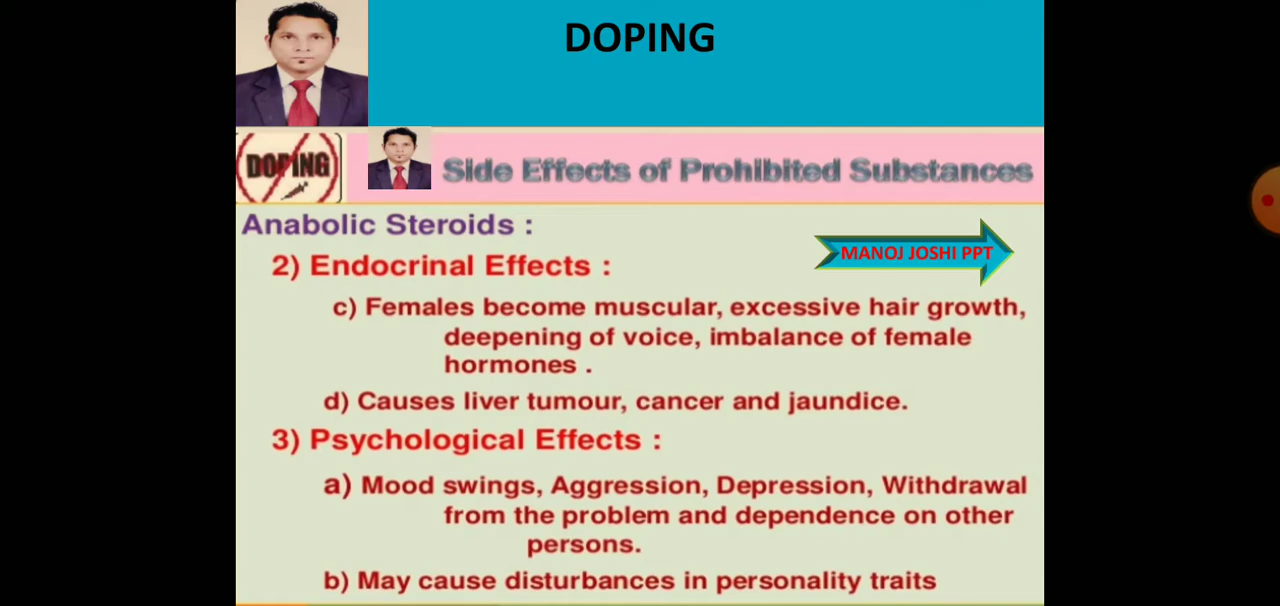 DOPING
DOPING
Side Effects of Prohibited Substances
Anabolic Steroids :
MANOJ JOSHI PPT
2) Endocrinal Effects :
c) Females become muscular, excessive hair growth,
deepening of voice, imbalance of female
hormones .
d) Causes liver tumour, cancer and jaundice.
3) Psychological Effects :
a) Mood swings, Aggression, Depression, Withdrawal
from the problem and dependence on other
persons.
b) May cause disturbances in personality traits